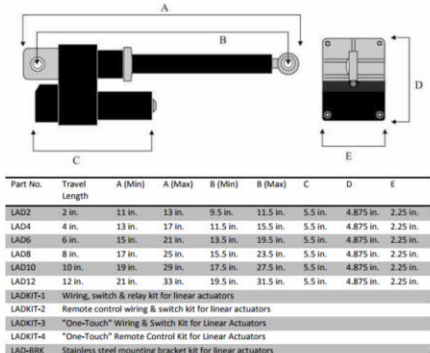 A
B
C
D
E
Part No. Travel Length A (Min) A (Max) B (Min) B (Max) C D E
LAD2 2 in. 11 in. 13 in. 9.5 in. 11.5 in. 5.5 in. 4.875 in. 2.25 in.
LAD4 4 in. 13 in. 17 in. 11.5 in. 15.5 in. 5.5 in. 4.875 in. 2.25 in.
LAD6 6 in. 15 in. 21 in. 13.5 in. 19.5 in. 5.5 in. 4.875 in. 2.25 in.
LAD8 8 in. 17 in. 25 in. 15.5 in. 23.5 in. 5.5 in. 4.875 in. 2.25 in.
LAD10 10 in. 19 in. 29 in. 17.5 in. 27.5 in. 5.5 in. 4.875 in. 2.25 in.
LAD12 12 in. 21 in. 33 in. 19.5 in. 31.5 in. 5.5 in. 4.875 in. 2.25 in.
LADKIT-1 Wiring, switch & relay kit for linear actuators
LADKIT-2 Remote control wiring & switch kit for linear actuators
LADKIT-3 "One-Touch" Wiring & Switch Kit for Linear Actuators
LADKIT-4 "One-Touch" Remote Control Kit for Linear Actuators
LAD-BRK Stainless steel mounting bracket kit for linear actuators